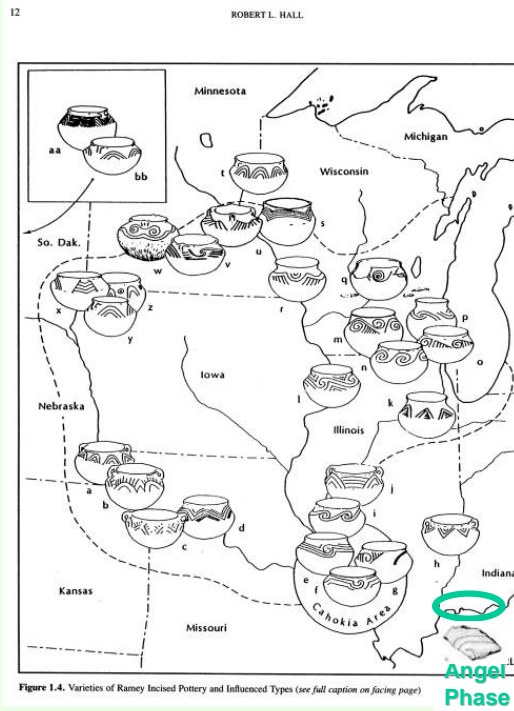 12
ROBERT L. HALL
Minnesota
Michigan
aa
bb
t
Wisconsin
So. Dak.
s
u
w
v
q
x
z
r
p
y
m
n
o
Iowa
l
k
Nebraska
Illinois
j
a
b
i
d
c
h
e
g
f
Indiana
Kansas
Cahokia Area
Missouri
Angel
Phase
Figure 1.4. Varieties of Ramey Incised Pottery and Influenced Types (see full caption on facing page)